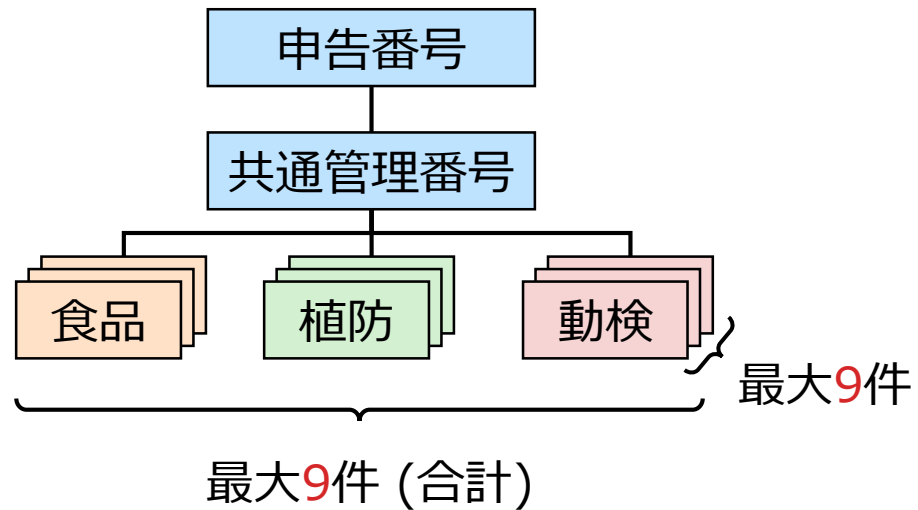 申告番号
共通管理番号
食品
植防
動検
最大9件
最大9件 (合計)